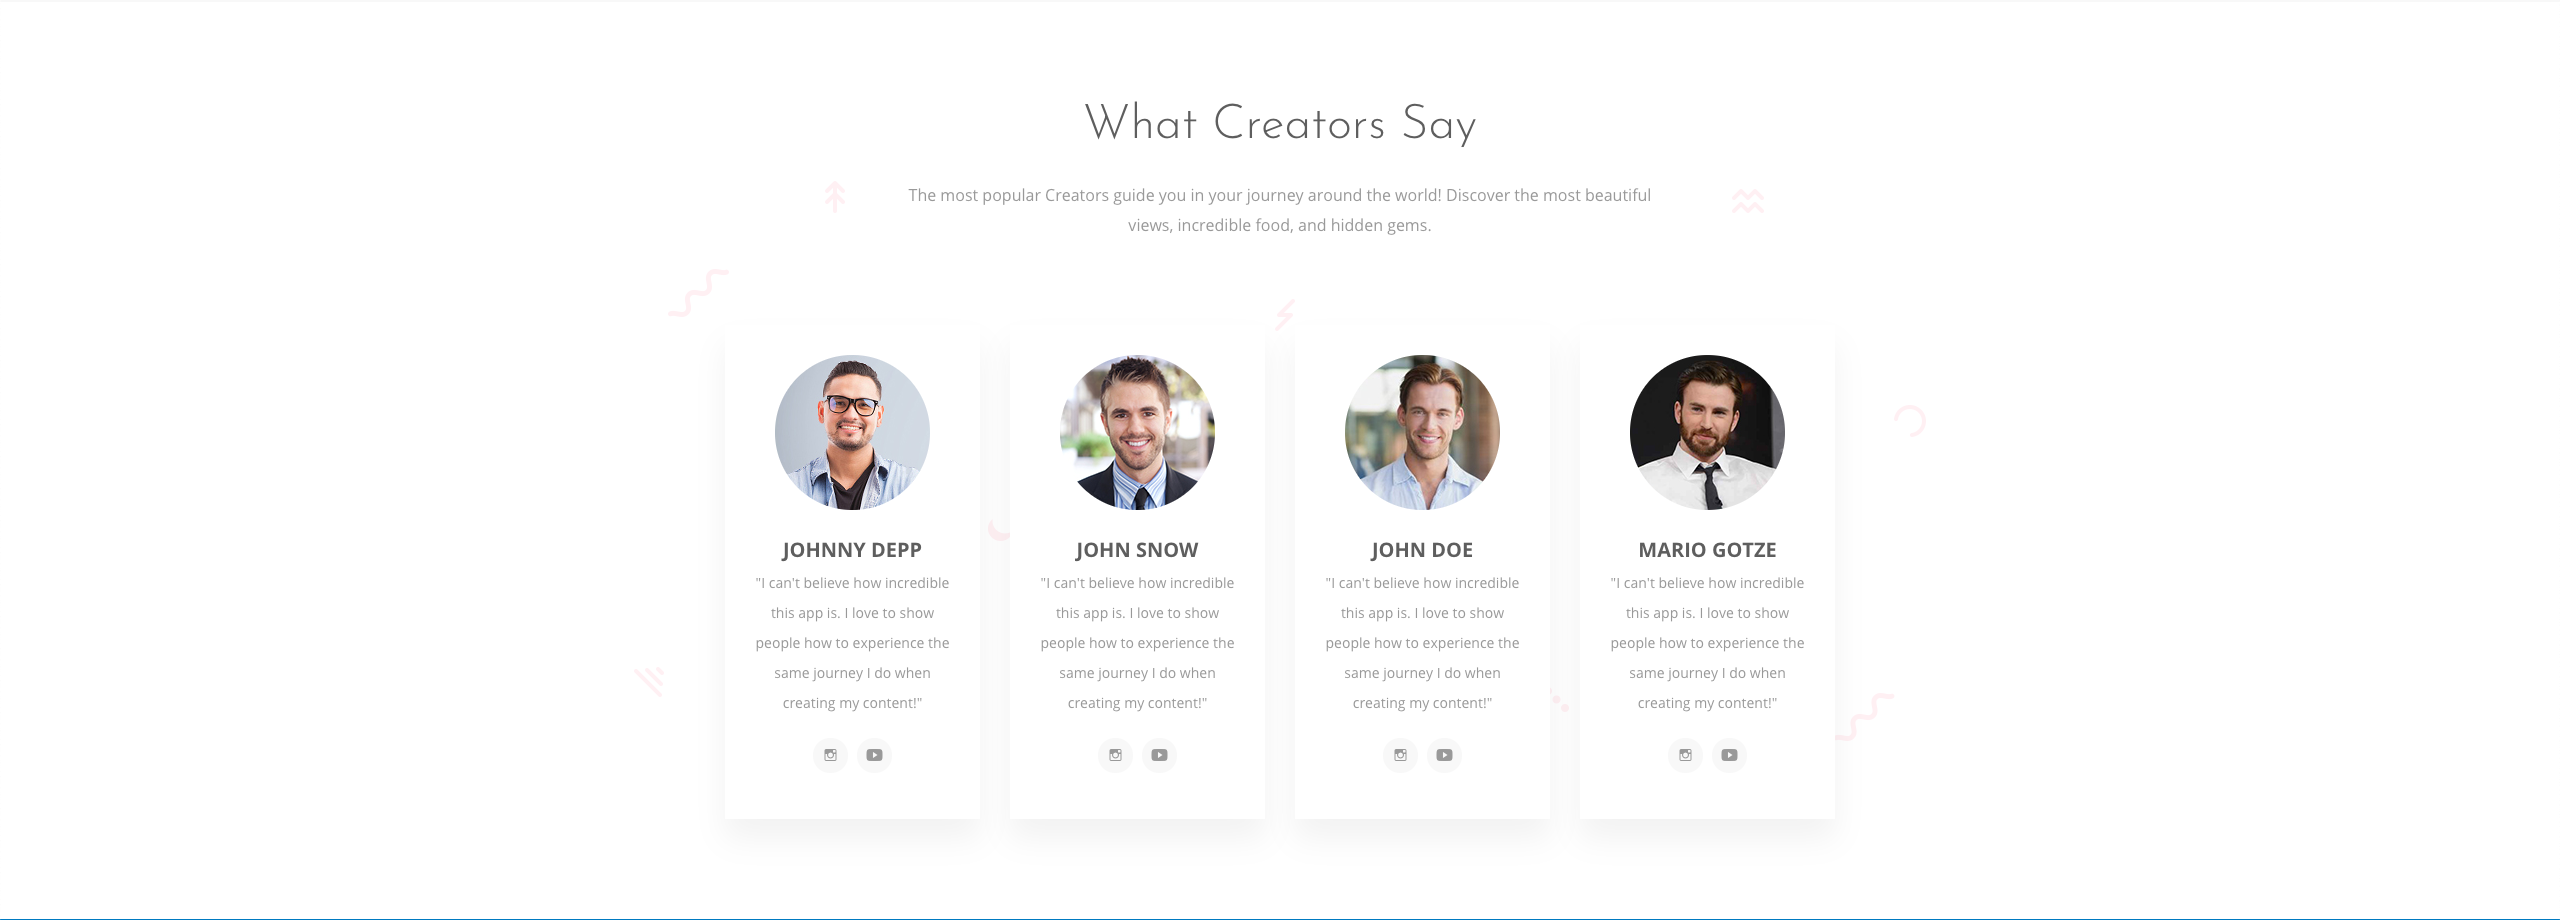 What Creators Say
The most popular Creators guide you in your journey around the world! Discover the most beautiful
views, incredible food, and hidden gems.
JOHNNY DEPP
"I can't believe how incredible
this app is. I love to show
people how to experience the
same journey I do when
creating my content!"
JOHN SNOW
"I can't believe how incredible
this app is. I love to show
people how to experience the
same journey I do when
creating my content!"
JOHN DOE
"I can't believe how incredible
this app is. I love to show
people how to experience the
same journey I do when
creating my content!"
MARIO GOTZE
"I can't believe how incredible
this app is. I love to show
people how to experience the
same journey I do when
creating my content!"